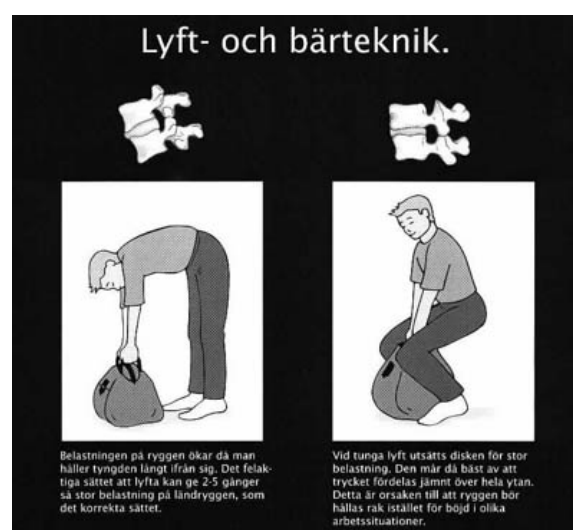 Lyft- och bärteknik.
Belastningen på ryggen ökar då man
håller tyngden långt ifrån sig. Det felak-
tiga sättet att lyfta kan ge 2-5 gånger
så stor belastning på ländryggen, som
det korrekta sättet.
Vid tunga lyft utsätts disken för stor
belastning. Den mår då bäst av att
trycket fördelas jämnt över hela ytan.
Detta är orsaken till att ryggen bör
hållas rak istället för böjd i olika
arbetssituationer.